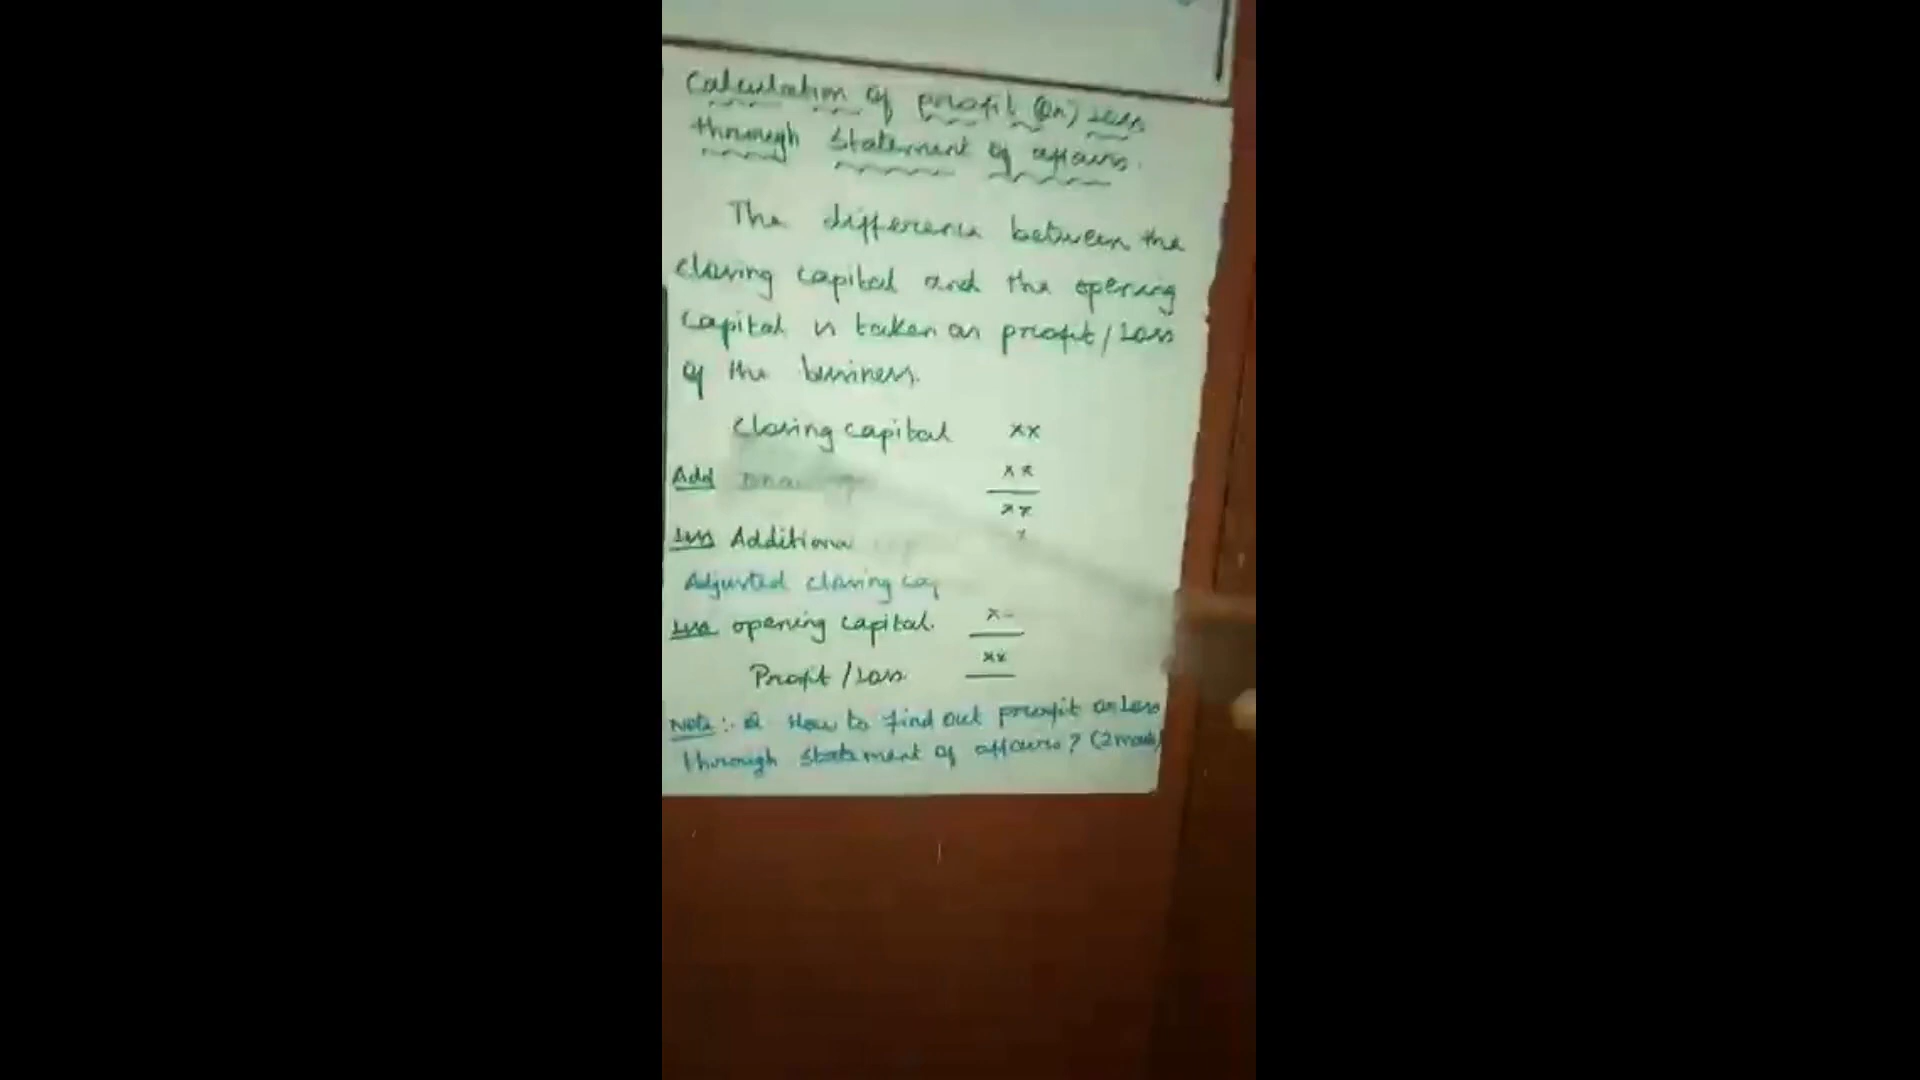 Calculation of profit (or) Loss
through Statement of affairs.
The difference between the
closing capital and the opening
capital is taken as profit/Loss
of the business.
closing capital xx
Add xx
xx
Less Additional x
Adjusted closing
Less opening capital. x
Profit /Loss xx
Note:- Q How to find out profit or Loss
through statement of affairs? (2 mark)